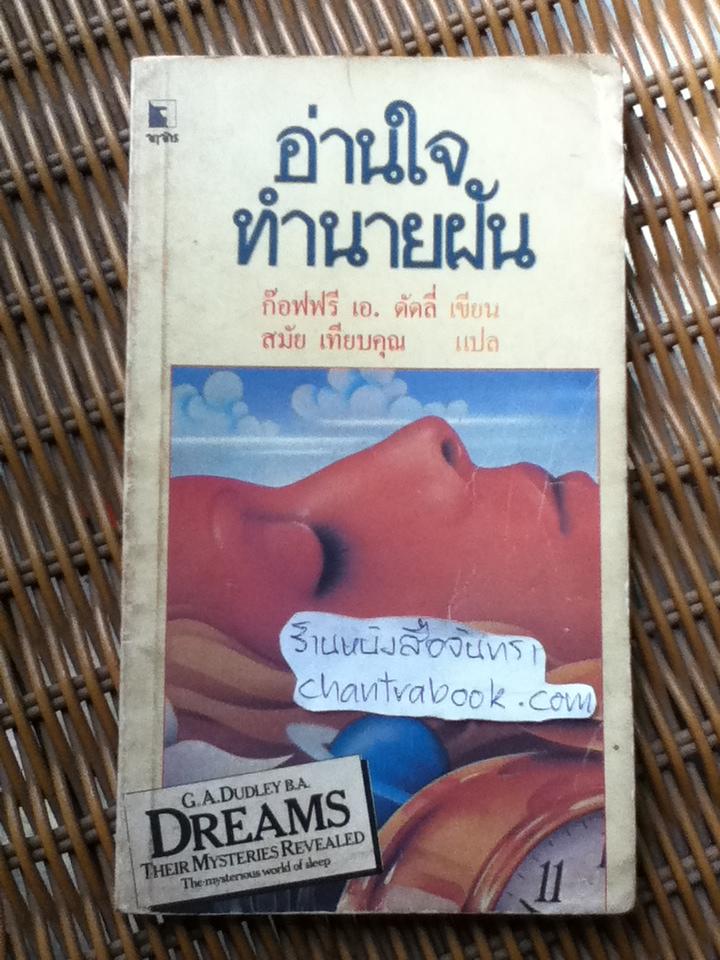 อ่านใจ
ทำนายฝัน
ก๊อฟฟรี เอ. ดัดลี่ เขียน
สมัย เทียบคุณ แปล
ร้านหนังสือจันทรา
chantrabook.com
G.A.DUDLEY B.A.
DREAMS
THEIR MYSTERIES REVEALED
The mysterious world of sleep
11